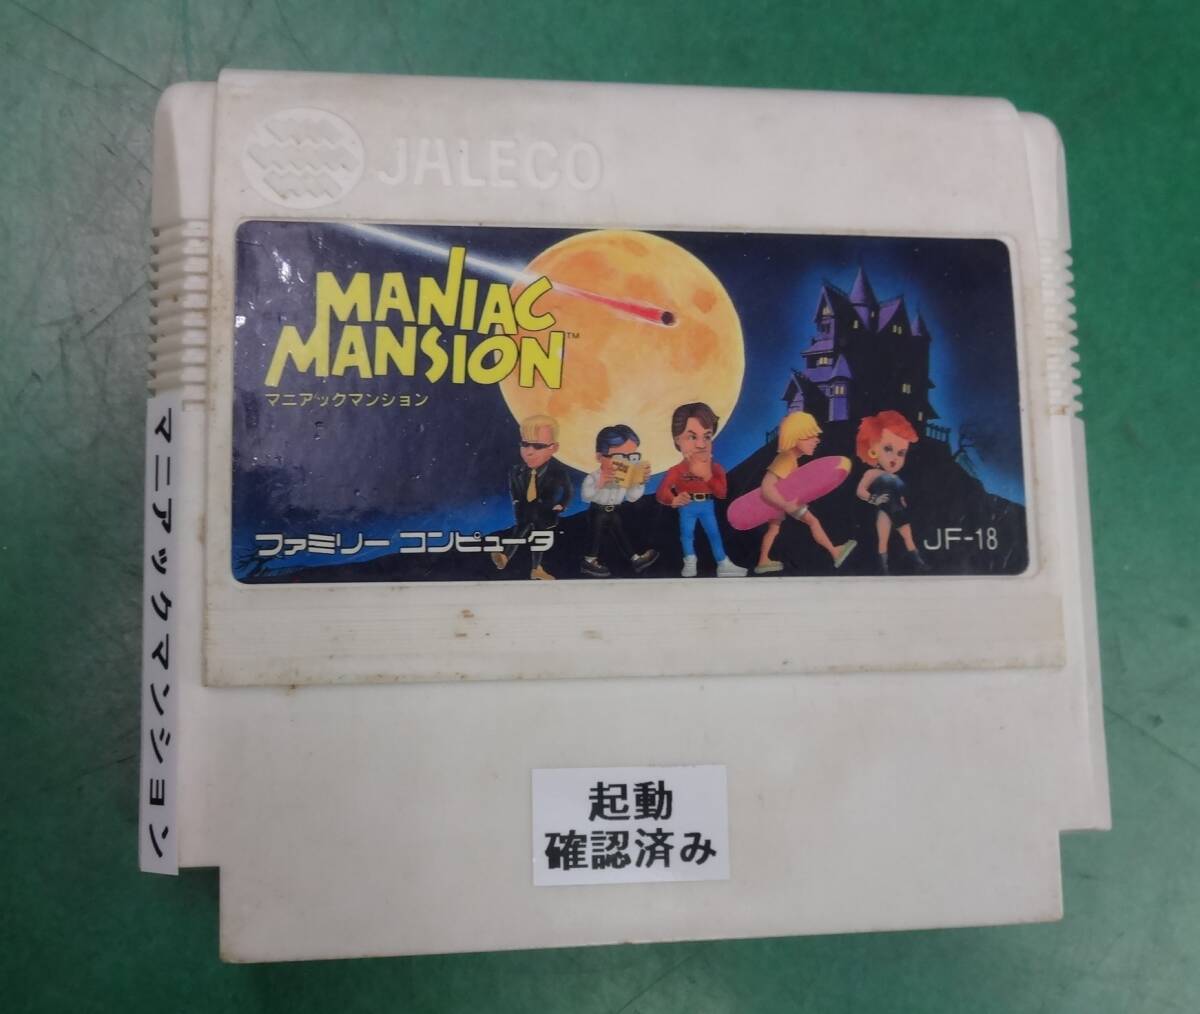 JALECO
MANIAC
MANSION™
マニアックマンション
ファミリー コンピュータ
JF-18
マニアックマンション
起動
確認済み